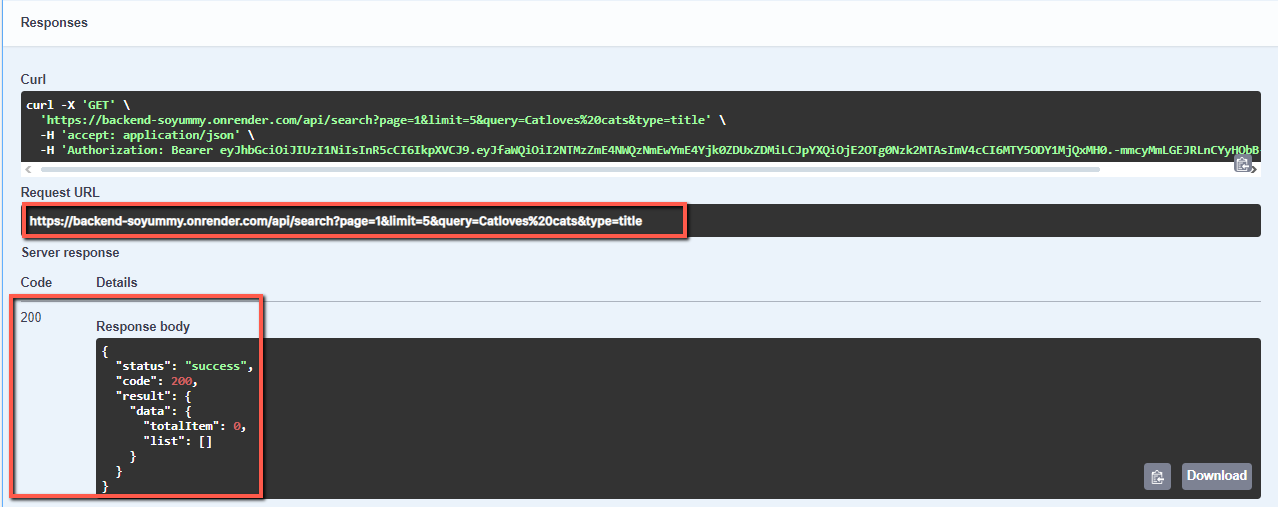 Responses
Curl
curl -X 'GET' \
'https://backend-soyummy.onrender.com/api/search?page=1&limit=5&query=Catloves%20cats&type=title' \
-H 'accept: application/json' \
-H 'Authorization: Bearer eyJhbGciOiJIUzI1NiIsInR5cCI6IkpXVCJ9.eyJfaWQiOiI2NTMzZmE4NWQzNmEwYmE4Yjk0ZDUxZDMiLCJpYXQiOjE2OTg0Nzk2MTAsImV4cCI6MTY5ODY1MjQxMH0.-mmcyMmLGEJRLnCYyHObB
Request URL
https://backend-soyummy.onrender.com/api/search?page=1&limit=5&query=Catloves%20cats&type=title
Server response
Code Details
200
Response body
{
"status": "success",
"code": 200,
"result": {
"data": {
"totalItem": 0,
"list": []
}
}
}
Download